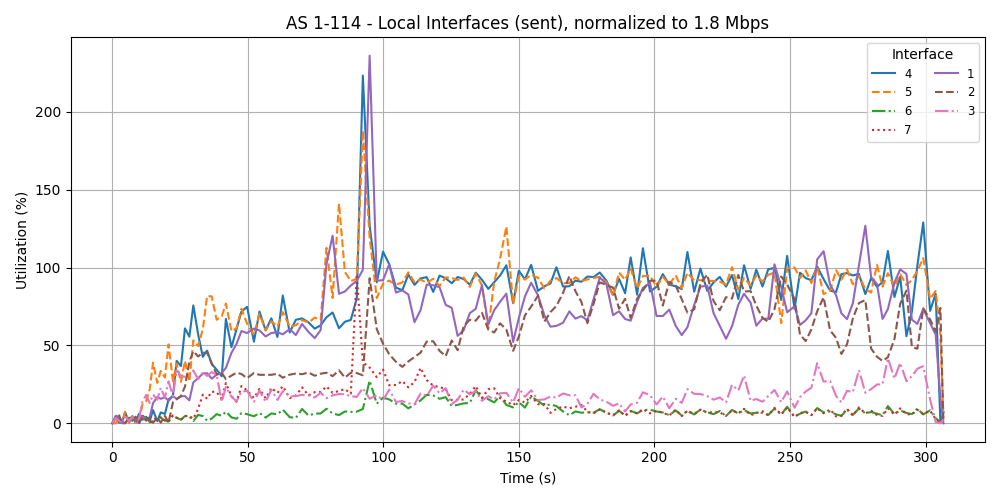 AS 1-114 - Local Interfaces (sent), normalized to 1.8 Mbps
Interface
4 1
5 2
6 3
7
Utilization (%)
200
150
100
50
0
0 50 100 150 200 250 300
Time (s)